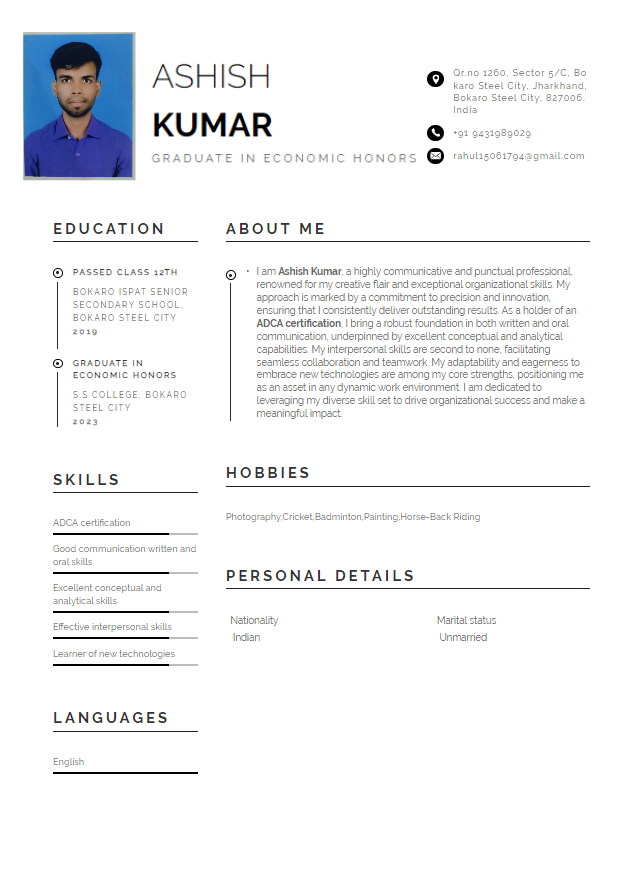 ASHISH
KUMAR
GRADUATE IN ECONOMIC HONORS
Qr.no 1260, Sector 5/C, Bo
karo Steel City, Jharkhand,
Bokaro Steel City, 827006,
India
+91 9431989029
rahul15061794@gmail.com
EDUCATION
PASSED CLASS 12TH
BOKARO ISPAT SENIOR
SECONDARY SCHOOL,
BOKARO STEEL CITY
2019
GRADUATE IN
ECONOMIC HONORS
S.S COLLEGE, BOKARO
STEEL CITY
2023
SKILLS
ADCA certification
Good communication written and
oral skills
Excellent conceptual and
analytical skills
Effective interpersonal skills
Learner of new technologies
LANGUAGES
English
ABOUT ME
• I am Ashish Kumar, a highly communicative and punctual professional,
renowned for my creative flair and exceptional organizational skills. My
approach is marked by a commitment to precision and innovation,
ensuring that I consistently deliver outstanding results. As a holder of an
ADCA certification, I bring a robust foundation in both written and oral
communication, underpinned by excellent conceptual and analytical
capabilities. My interpersonal skills are second to none, facilitating
seamless collaboration and teamwork. My adaptability and eagerness to
embrace new technologies are among my core strengths, positioning me
as an asset in any dynamic work environment. I am dedicated to
leveraging my diverse skill set to drive organizational success and make a
meaningful impact.
HOBBIES
Photography,Cricket,Badminton,Painting,Horse-Back Riding
PERSONAL DETAILS
Nationality
Indian
Marital status
Unmarried